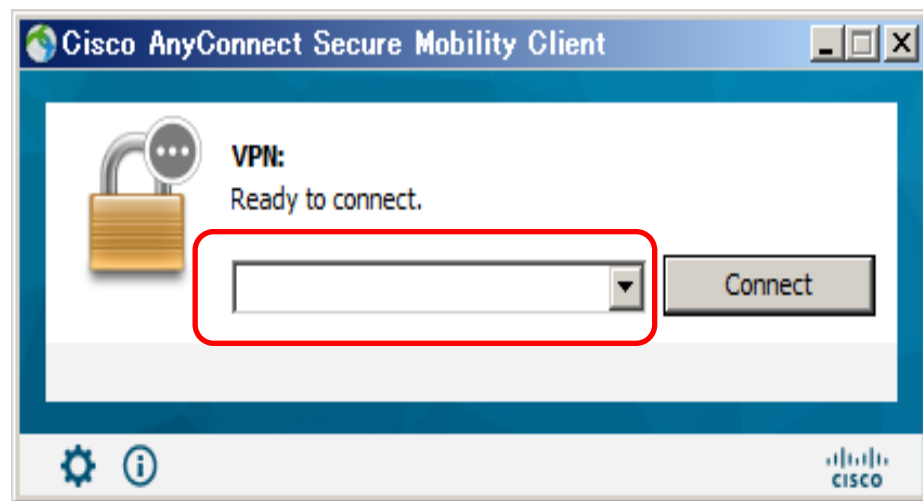 Cisco AnyConnect Secure Mobility Client
VPN:
Ready to connect.
Connect
CISCO